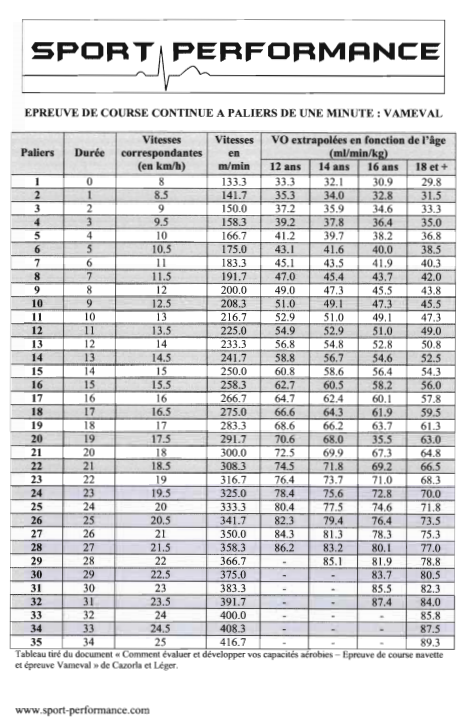 SPORT PERFORMANCE
EPREUVE DE COURSE CONTINUE A PALIERS DE UNE MINUTE : VAMEVAL
Paliers Durée Vitesses correspondantes (en km/h) Vitesses en m/min VO extrapolées en fonction de l'âge (ml/min/kg)
12 ans 14 ans 16 ans 18 et +
1 0 8 133.3 33.3 32.1 30.9 29.8
2 1 8.5 141.7 35.3 34.0 32.8 31.5
3 2 9 150.0 37.2 35.9 34.6 33.3
4 3 9.5 158.3 39.2 37.8 36.4 35.0
5 4 10 166.7 41.2 39.7 38.2 36.8
6 5 10.5 175.0 43.1 41.6 40.0 38.5
7 6 11 183.3 45.1 43.5 41.9 40.3
8 7 11.5 191.7 47.0 45.4 43.7 42.0
9 8 12 200.0 49.0 47.3 45.5 43.8
10 9 12.5 208.3 51.0 49.1 47.3 45.5
11 10 13 216.7 52.9 51.0 49.1 47.3
12 11 13.5 225.0 54.9 52.9 51.0 49.0
13 12 14 233.3 56.8 54.8 52.8 50.8
14 13 14.5 241.7 58.8 56.7 54.6 52.5
15 14 15 250.0 60.8 58.6 56.4 54.3
16 15 15.5 258.3 62.7 60.5 58.2 56.0
17 16 16 266.7 64.7 62.4 60.1 57.8
18 17 16.5 275.0 66.6 64.3 61.9 59.5
19 18 17 283.3 68.6 66.2 63.7 61.3
20 19 17.5 291.7 70.6 68.0 35.5 63.0
21 20 18 300.0 72.5 69.9 67.3 64.8
22 21 18.5 308.3 74.5 71.8 69.2 66.5
23 22 19 316.7 76.4 73.7 71.0 68.3
24 23 19.5 325.0 78.4 75.6 72.8 70.0
25 24 20 333.3 80.4 77.5 74.6 71.8
26 25 20.5 341.7 82.3 79.4 76.4 73.5
27 26 21 350.0 84.3 81.3 78.3 75.3
28 27 21.5 358.3 86.2 83.2 80.1 77.0
29 28 22 366.7 - 85.1 81.9 78.8
30 29 22.5 375.0 - - 83.7 80.5
31 30 23 383.3 - - 85.5 82.3
32 31 23.5 391.7 - - 87.4 84.0
33 32 24 400.0 - - - 85.8
34 33 24.5 408.3 - - - 87.5
35 34 25 416.7 - - - 89.3
Tableau tiré du document « Comment évaluer et développer vos capacités aérobies – Epreuve de course navette
et épreuve Vameval » de Cazorla et Léger.
www.sport-performance.com